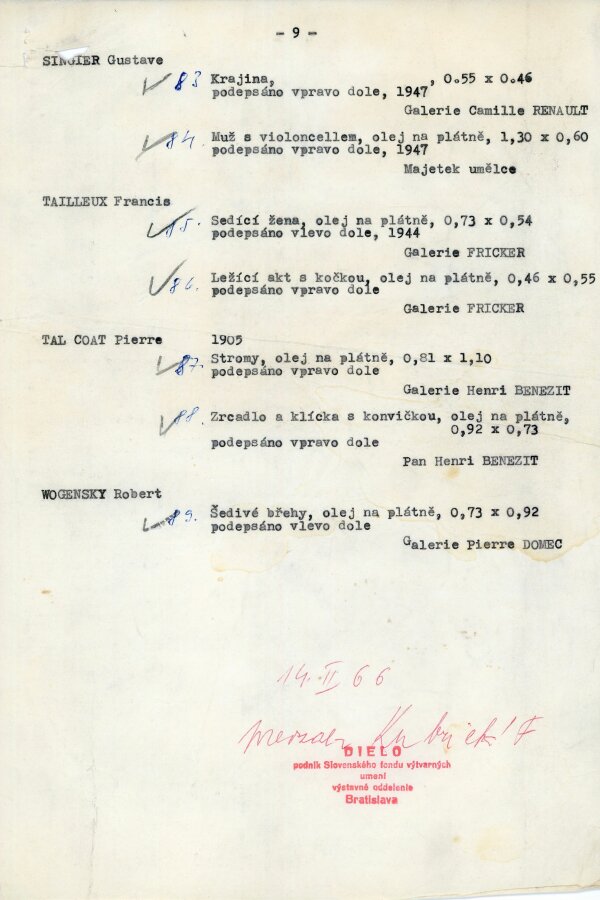 - 9 -
SINGIER Gustave
83 Krajina, , 0.55 x 0.46
podepsáno vpravo dole, 1947
Galerie Camille RENAULT
84. Muž s violoncellem, olej na plátně, 1,30 x 0,60
podepsáno vpravo dole, 1947
Majetek umělce
TAILLEUX Francis
85. Sedící žena, olej na plátně, 0,73 x 0,54
podepsáno vlevo dole, 1944
Galerie FRICKER
86. Ležící akt s kočkou, olej na plátně, 0,46 x 0,55
podepsáno vpravo dole
Galerie FRICKER
TAL COAT Pierre 1905
87. Stromy, olej na plátně, 0,81 x 1,10
podepsáno vpravo dole
Galerie Henri BENEZIT
88. Zrcadlo a klícka s konvičkou, olej na plátně,
0,92 x 0,73
podepsáno vpravo dole
Pan Henri BENEZIT
WOGENSKY Robert
89. Šedivé břehy, olej na plátně, 0,73 x 0,92
podepsáno vlevo dole
Galerie Pierre DOMEC
14. II 66
DIELO
podnik Slovenského fondu výtvarných
umení
výstavné oddelenie
Bratislava